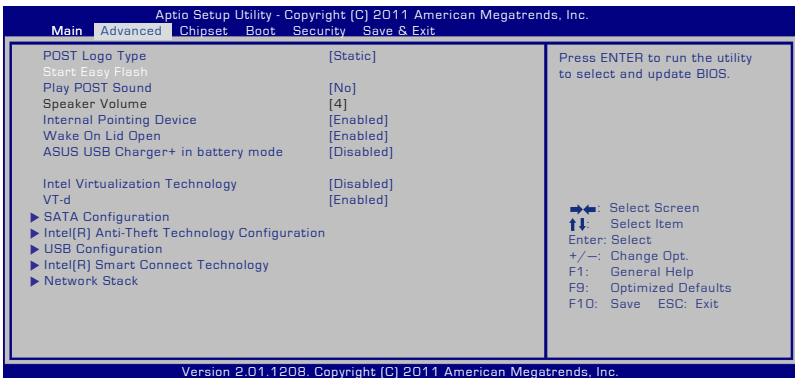 Aptio Setup Utility - Copyright (C) 2011 American Megatrends, Inc.
Main Advanced Chipset Boot Security Save & Exit
POST Logo Type [Static]
Start Easy Flash
Play POST Sound [No]
Speaker Volume [4]
Internal Pointing Device [Enabled]
Wake On Lid Open [Enabled]
ASUS USB Charger+ in battery mode [Disabled]
Intel Virtualization Technology [Disabled]
VT-d [Enabled]
SATA Configuration
Intel(R) Anti-Theft Technology Configuration
USB Configuration
Intel(R) Smart Connect Technology
Network Stack
Press ENTER to run the utility
to select and update BIOS.
→←: Select Screen
↑↓: Select Item
Enter: Select
+/—: Change Opt.
F1: General Help
F9: Optimized Defaults
F10: Save ESC: Exit
Version 2.01.1208. Copyright (C) 2011 American Megatrends, Inc.